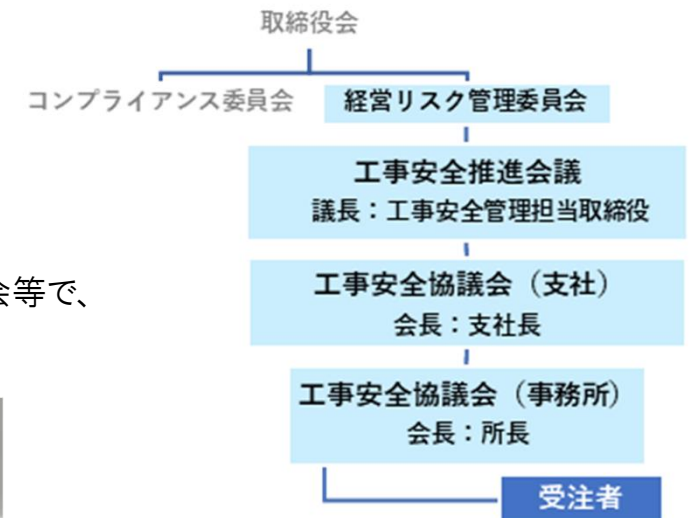 取締役会
コンプライアンス委員会
経営リスク管理委員会
工事安全推進会議
議長：工事安全管理担当取締役
会等で、
工事安全協議会（支社）
会長：支社長
工事安全協議会（事務所）
会長：所長
受注者